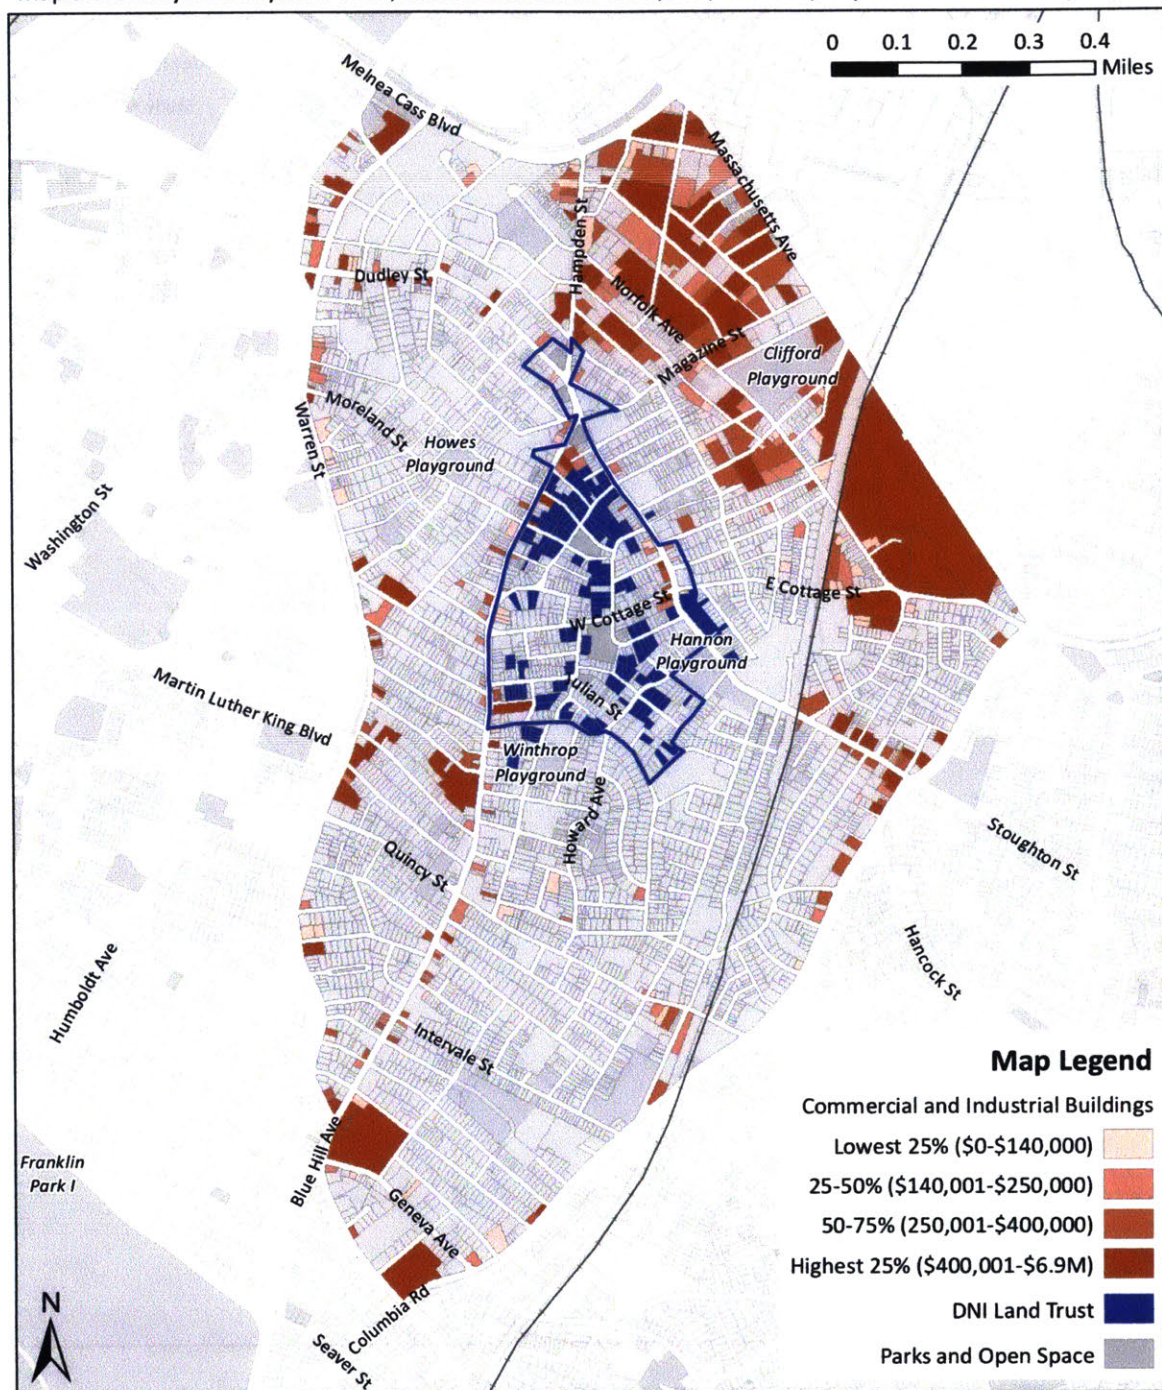 0 0.1 0.2 0.3 0.4
Miles
Melnea Cass Blvd
Massachusetts Ave
Hampden St
Dudley St
Norfolk Ave
Magazine St
Clifford
Playground
Moreland St
Warren St
Howes
Playground
Washington St
E Cottage St
W Cottage St
Hannon
Playground
Martin Luther King Blvd
ulian St
Winthrop
Playground
Howard Ave
Stoughton St
Quincy St
Hancock St
Humboldt Ave
Intervale St
Map Legend
Commercial and Industrial Buildings
Lowest 25% ($0-$140,000)
25-50% ($140,001-$250,000)
50-75% (250,001-$400,000)
Highest 25% ($400,001-$6.9M)
DNI Land Trust
Parks and Open Space
Blue Hill Ave
Franklin
Park I
Geneva Ave
Columbia Rd
Seaver St
N